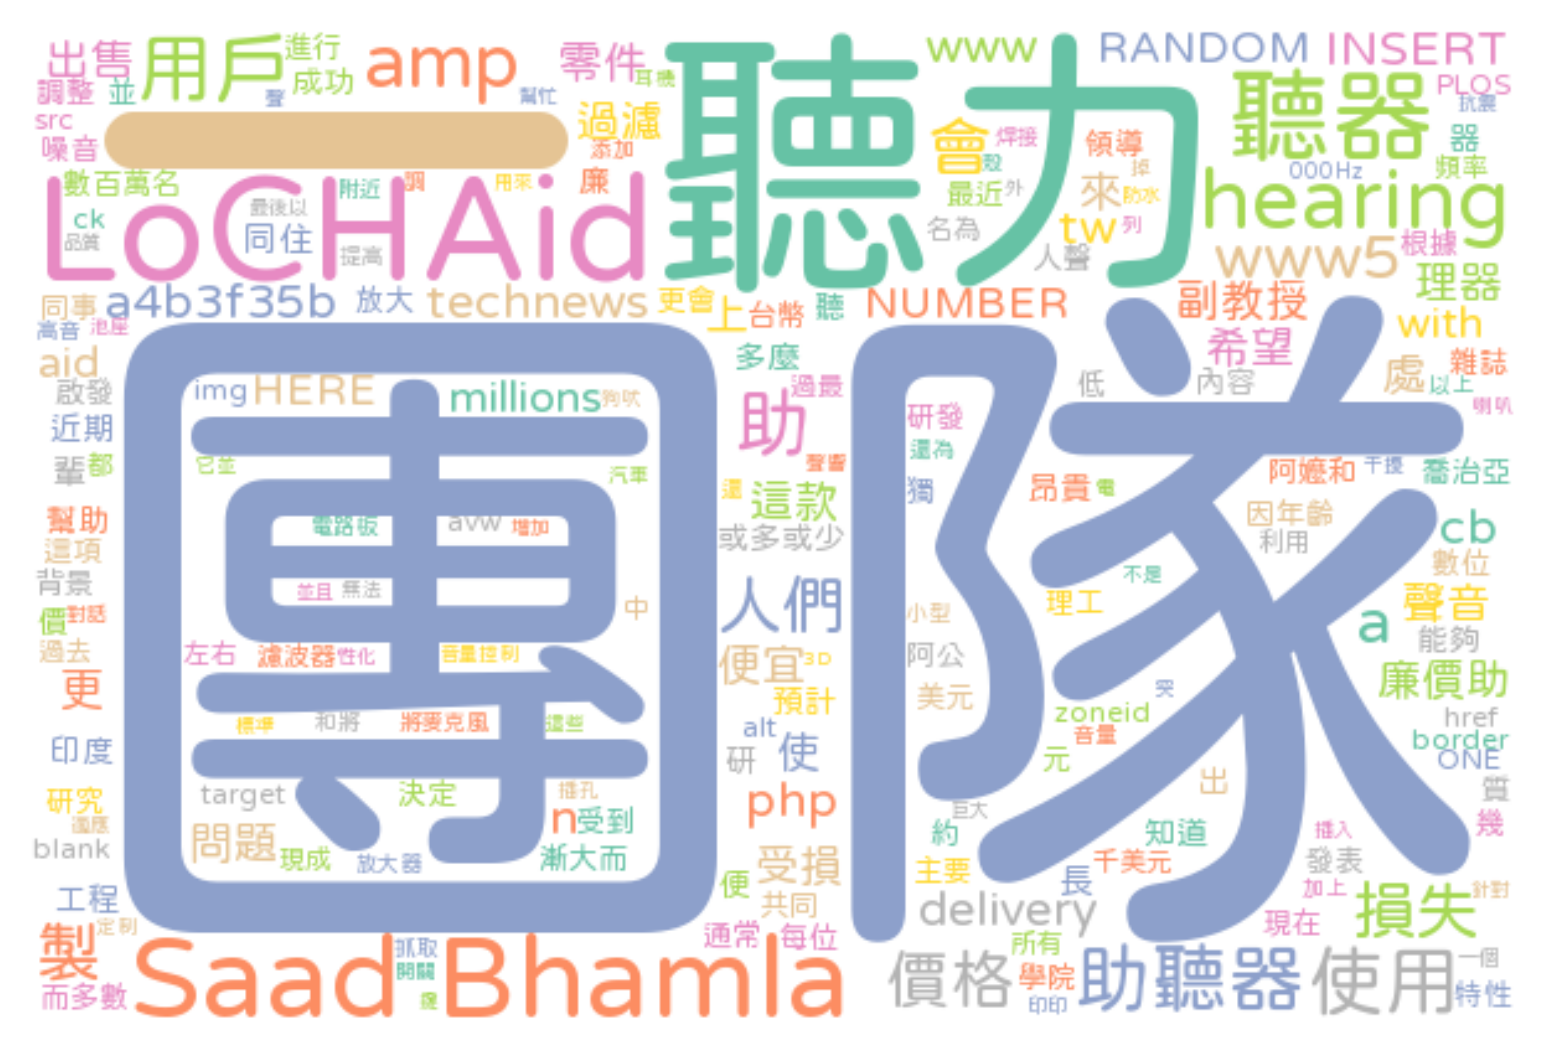 出售 用戶 進行 amp 零件 聽力 www RANDOM INSERT
調整 並 聲 成功 幫忙 耳機 聽器 PLOS
src 一 過濾 會 焊接 領導 器 抗震
噪音 添加 殼 掉 000Hz 頻率
數百萬名 附近 調 用來 廉 最近 外 來 防水 hearing
LoCHAid
ck 最後以 同住 名為 tw 列
品質 提高 人聲 www5 根據
同事 a4b3f35b 放大 technews 更會 上 台幣 聽 NUMBER 副教授 理器
高音 泡屋 團隊 with
aid 多麼 希望 雜誌
啟發 img HERE millions 狗吠 過最 低 內容 處 以上
近期 助 研發 喇叭
輩 都 它並 汽車 聲響 還為 阿嬤和 干擾 喬治亞
還 這款 獨 昂貴 電
幫助 電路板 avw 增加 或多或少 因年齡 cb
這項 利用 數位
背景 並且 無法 不是
價 對話 中 人們 小型 理工 聲音
過去 左右 濾波器 性化 音量控制 便宜 3D 阿公 a 能夠
更 預計 美元 哭 廉價助
標準 和將 將麥克風 這些 alt zoneid href
印度 研 使 元 音量 border
ONE
研究 target 決定 插孔 php 巨大 出 質
適應 n 受到 約 知道 插入 幾
blank 問題 現成 放大器 漸大而 受損 主要 千美元 發表
工程 便 共同 長 加上 損失 針對
定制 delivery 現在
製 Saad 抓取 Bhamla 通常 每位 所有 價格 學院 助聽器 使用 一個
而多數 開關 印印 特性